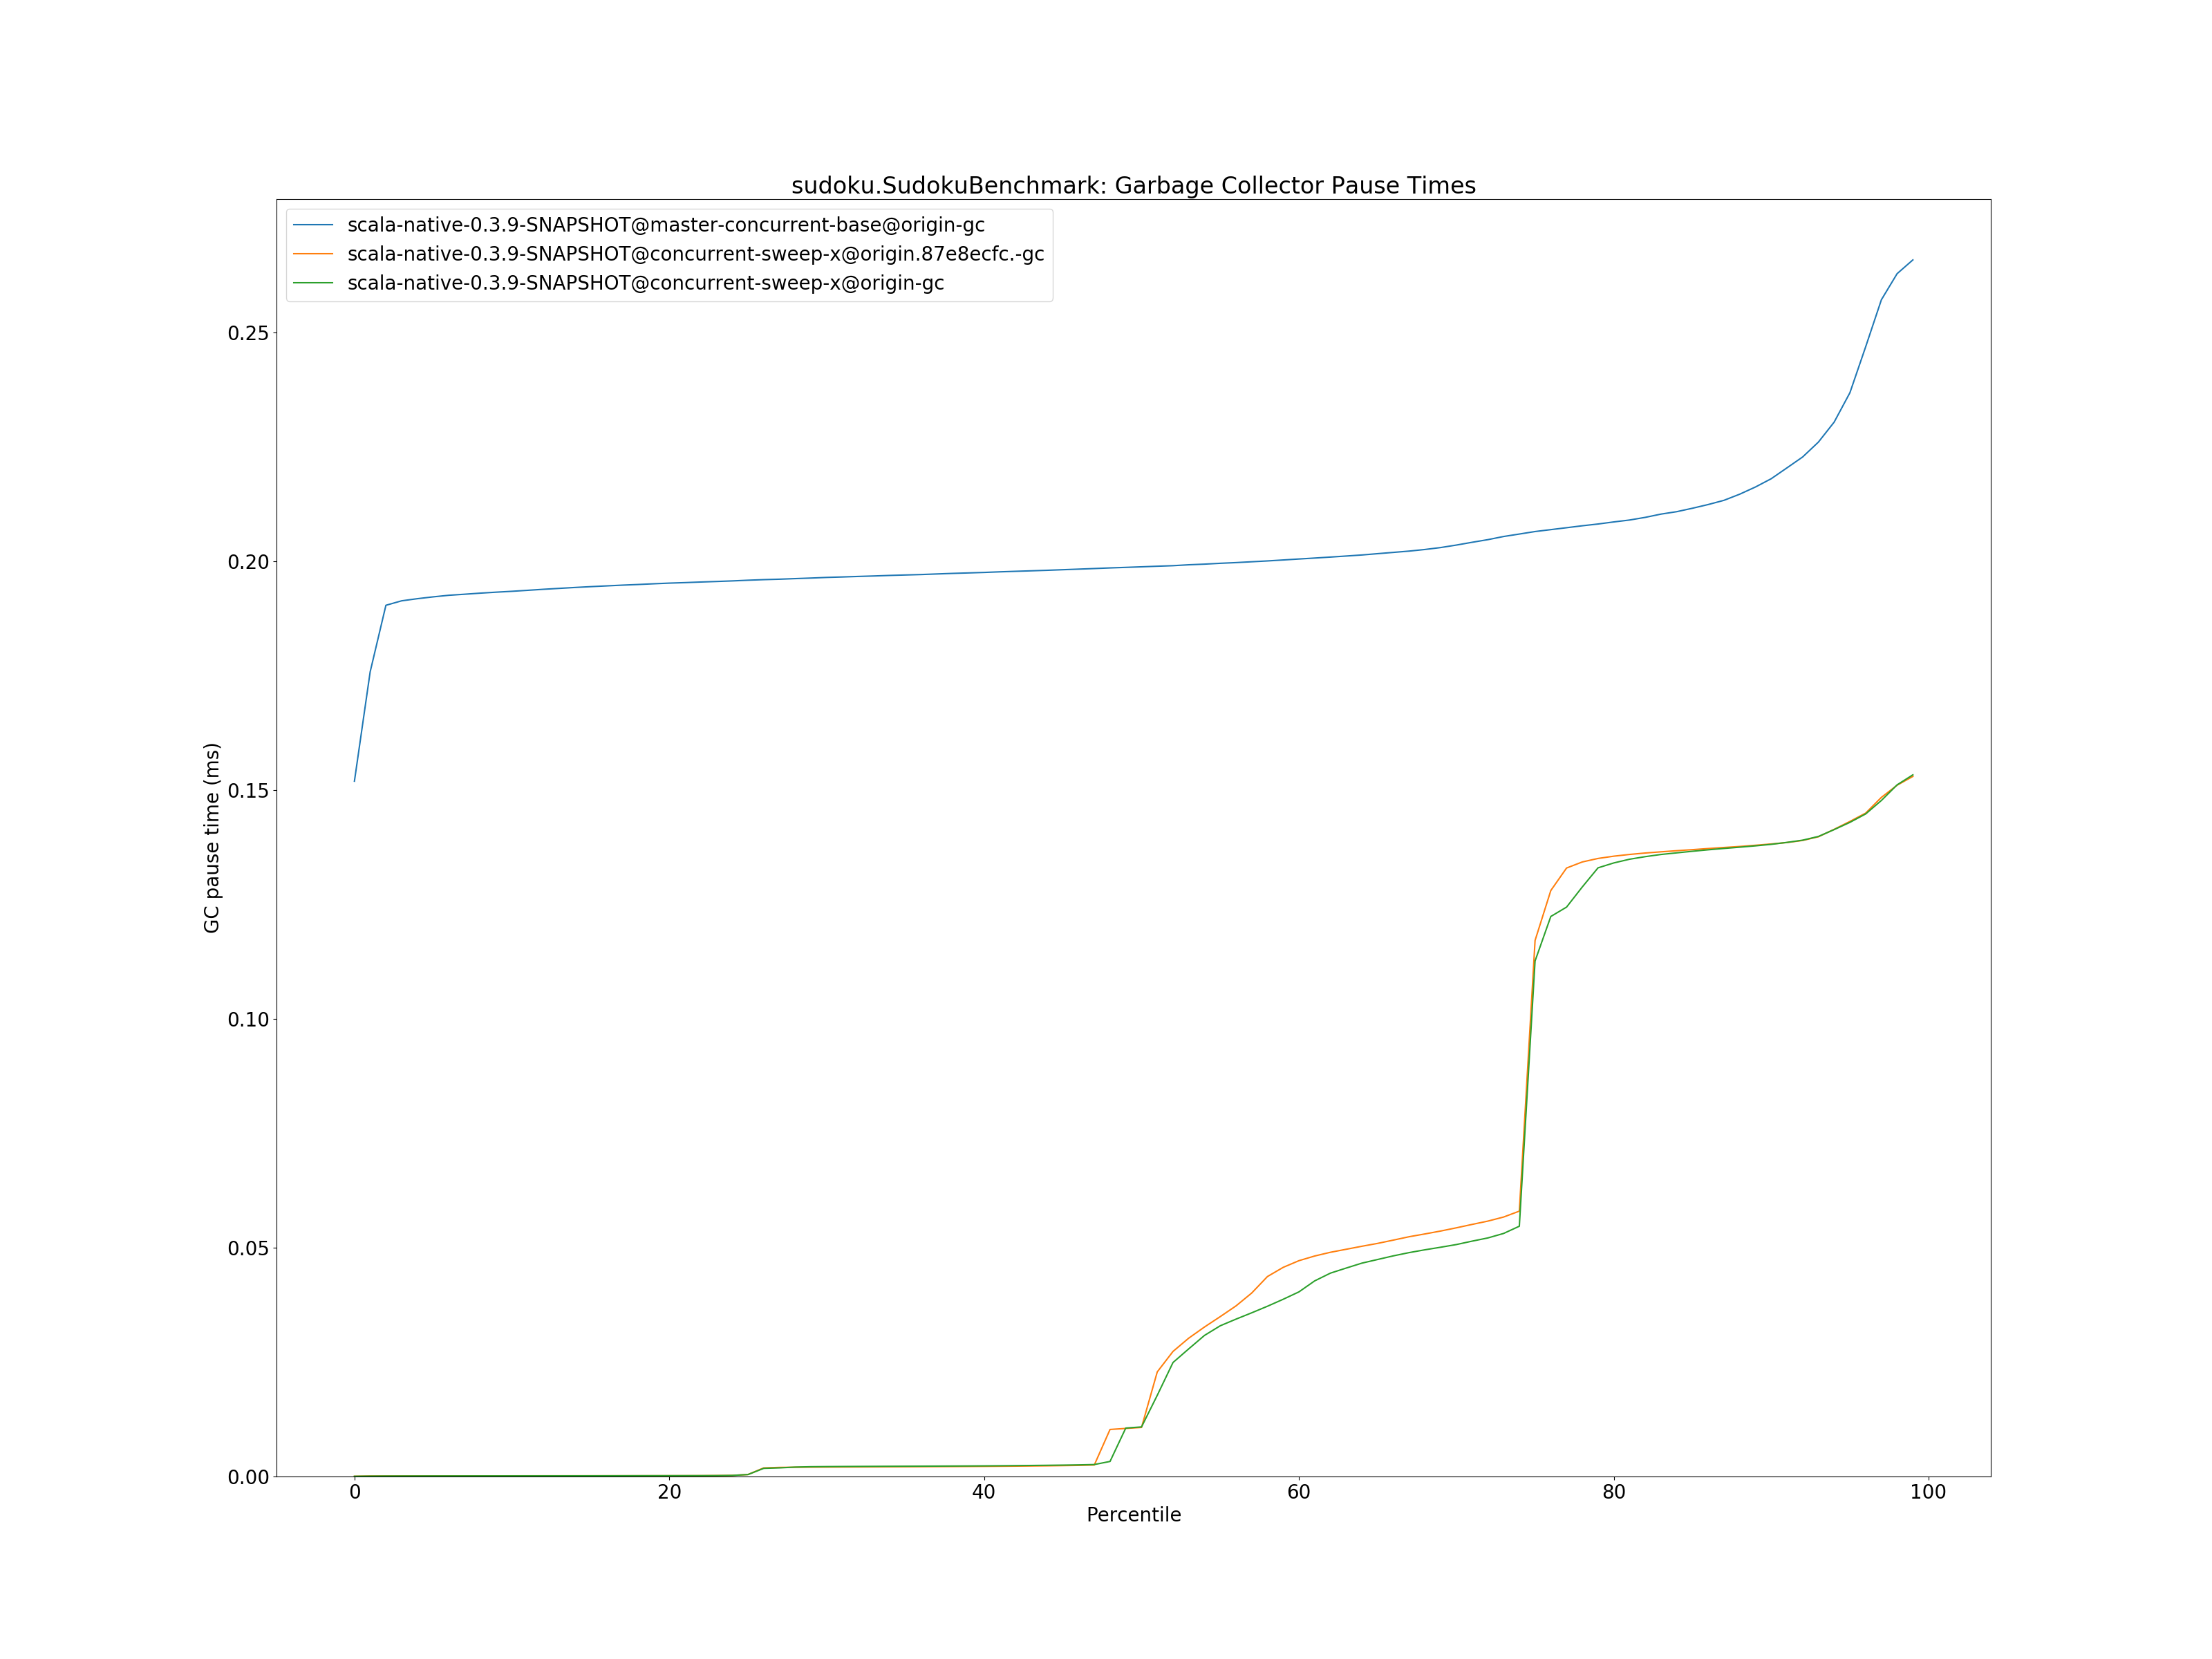 sudoku.SudokuBenchmark: Garbage Collector Pause Times
scala-native-0.3.9-SNAPSHOT@master-concurrent-base@origin-gc
scala-native-0.3.9-SNAPSHOT@concurrent-sweep-x@origin.87e8ecfc.-gc
scala-native-0.3.9-SNAPSHOT@concurrent-sweep-x@origin-gc
GC pause time (ms)
0.25
0.20
0.15
0.10
0.05
0.00
0 20 40 60 80 100
Percentile